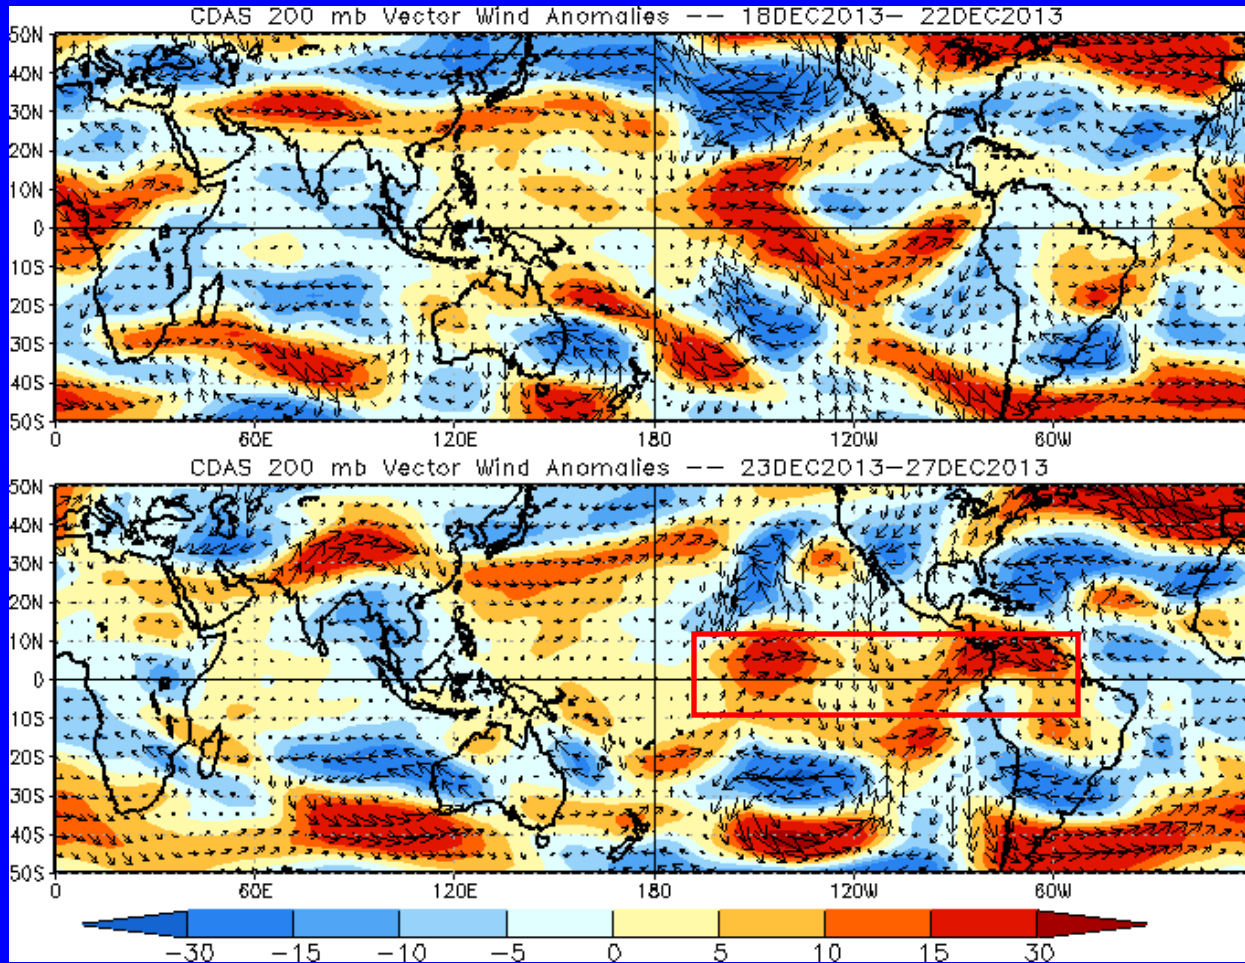 CDAS 200 mb Vector Wind Anomalies -- 18DEC2013- 22DEC2013
50N
40N
30N
20N
10N
0
10S
20S
30S
40S
50S
0 60E 120E 180 120W 60W
CDAS 200 mb Vector Wind Anomalies -- 23DEC2013-27DEC2013
50N
40N
30N
20N
10N
0
10S
20S
30S
40S
50S
0 60E 120E 180 120W 60W
-30 -15 -10 -5 0 5 10 15 30